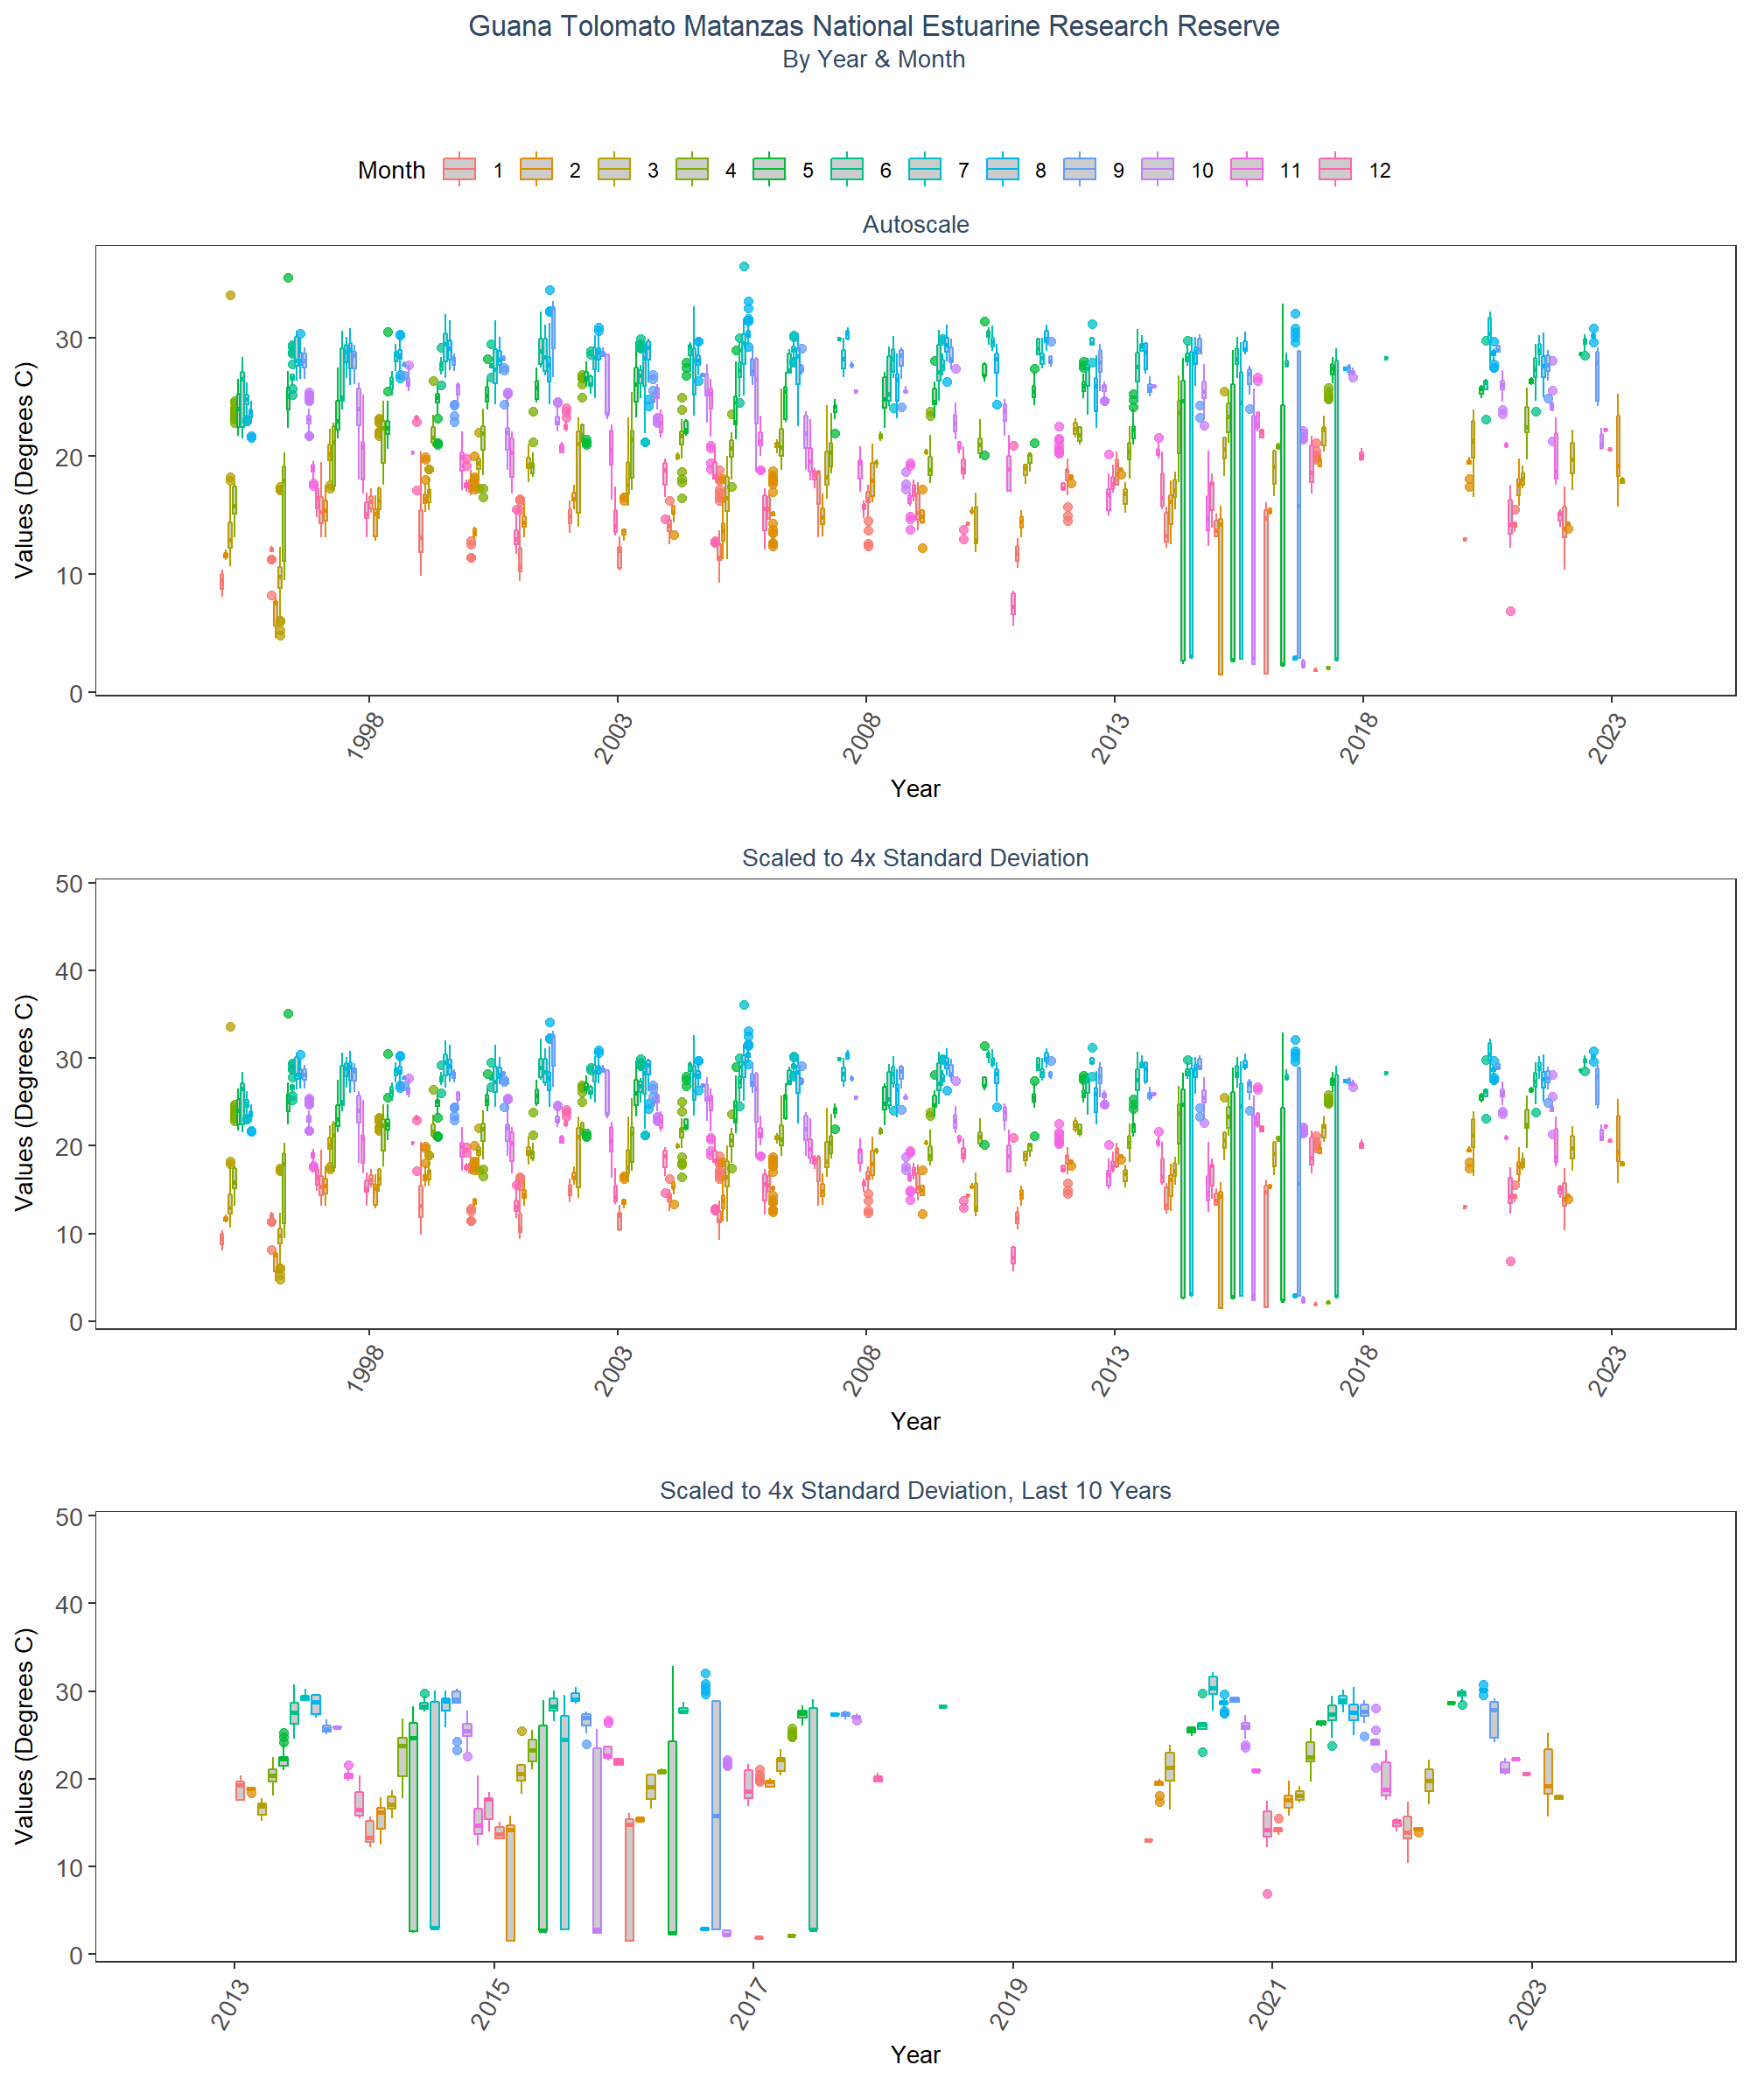 Guana Tolomato Matanzas National Estuarine Research Reserve
By Year & Month
Month 1 2 3 4 5 6 7 8 9 10 11 12
Autoscale
Values (Degrees C)
30
20
10
0
1998 2003 2008 2013 2018 2023
Year
Scaled to 4x Standard Deviation
Values (Degrees C)
50
40
30
20
10
0
1998 2003 2008 2013 2018 2023
Year
Scaled to 4x Standard Deviation, Last 10 Years
Values (Degrees C)
50
40
30
20
10
0
2013 2015 2017 2019 2021 2023
Year